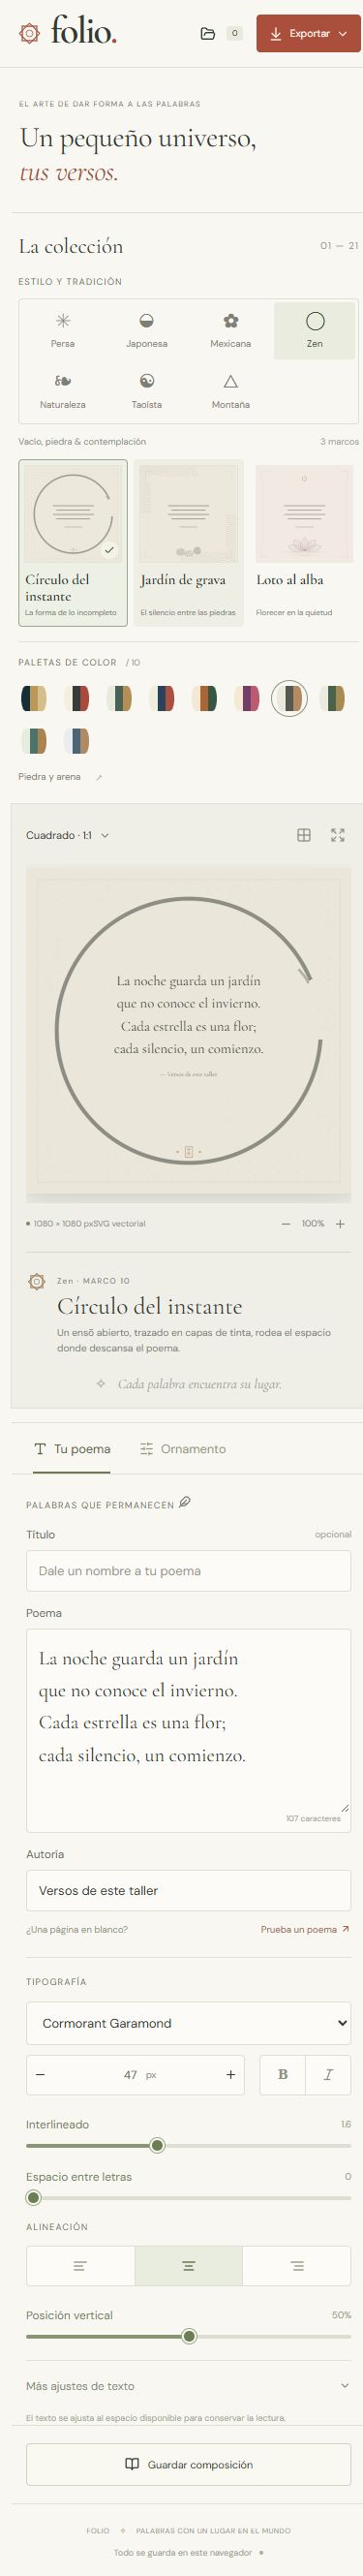 folio.
0
Exportar
EL ARTE DE DAR FORMA A LAS PALABRAS
Un pequeño universo,
tus versos.
La colección
01 — 21
ESTILO Y TRADICIÓN
Persa
Japonesa
Mexicana
Zen
Naturaleza
Taoísta
Montaña
Vacío, piedra & contemplación
3 marcos
Círculo del
instante
La forma de lo incompleto
Jardín de grava
El silencio entre las piedras
Loto al alba
Florecer en la quietud
PALETAS DE COLOR / 10
Piedra y arena
Cuadrado · 1:1
La noche guarda un jardín
que no conoce el invierno.
Cada estrella es una flor;
cada silencio, un comienzo.
— Versos de este taller
1080 × 1080 pxSVG vectorial
100%
Zen · MARCO 10
Círculo del instante
Un ensō abierto, trazado en capas de tinta, rodea el espacio
donde descansa el poema.
Cada palabra encuentra su lugar.
Tu poema
Ornamento
PALABRAS QUE PERMANECEN
Título
opcional
Dale un nombre a tu poema
Poema
La noche guarda un jardín
que no conoce el invierno.
Cada estrella es una flor;
cada silencio, un comienzo.
107 caracteres
Autoría
Versos de este taller
¿Una página en blanco?
Prueba un poema
TIPOGRAFÍA
Cormorant Garamond
47 px
B
I
Interlineado
1.6
Espacio entre letras
0
ALINEACIÓN
Posición vertical
50%
Más ajustes de texto
El texto se ajusta al espacio disponible para conservar la lectura.
Guardar composición
FOLIO
PALABRAS CON UN LUGAR EN EL MUNDO
Todo se guarda en este navegador